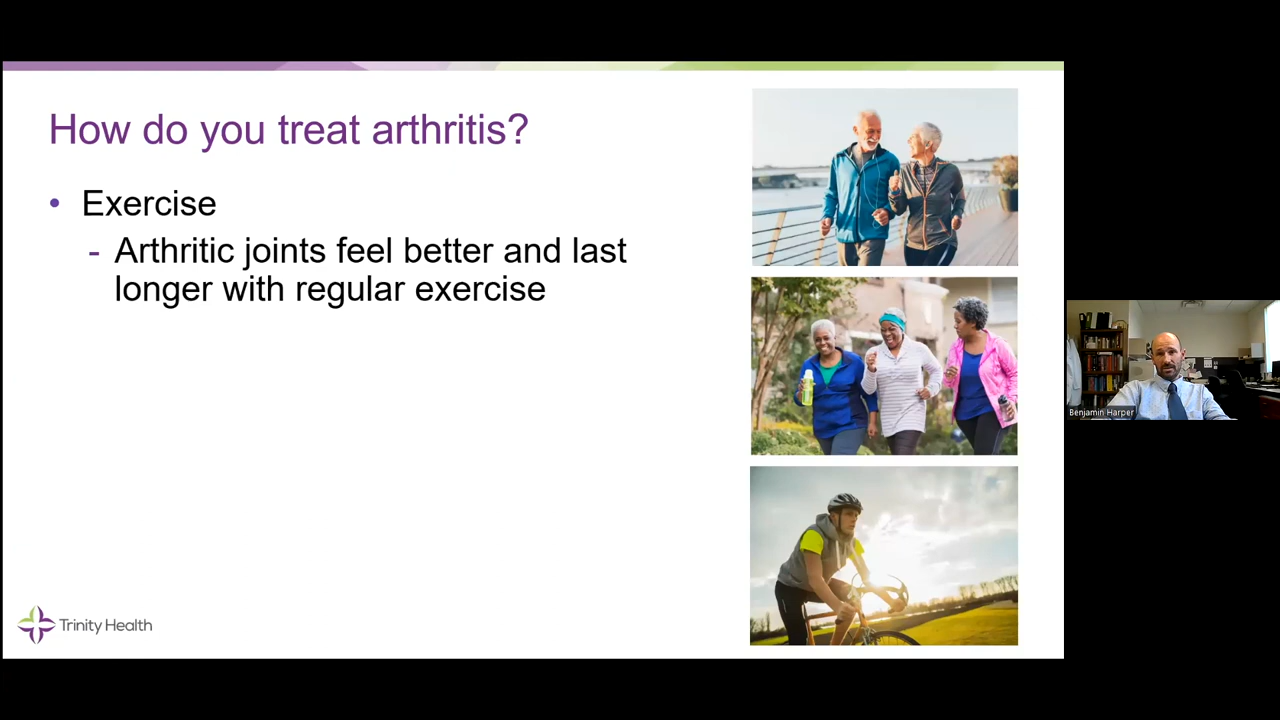 How do you treat arthritis?
• Exercise
- Arthritic joints feel better and last
longer with regular exercise
Trinity Health
Benjamin Harper